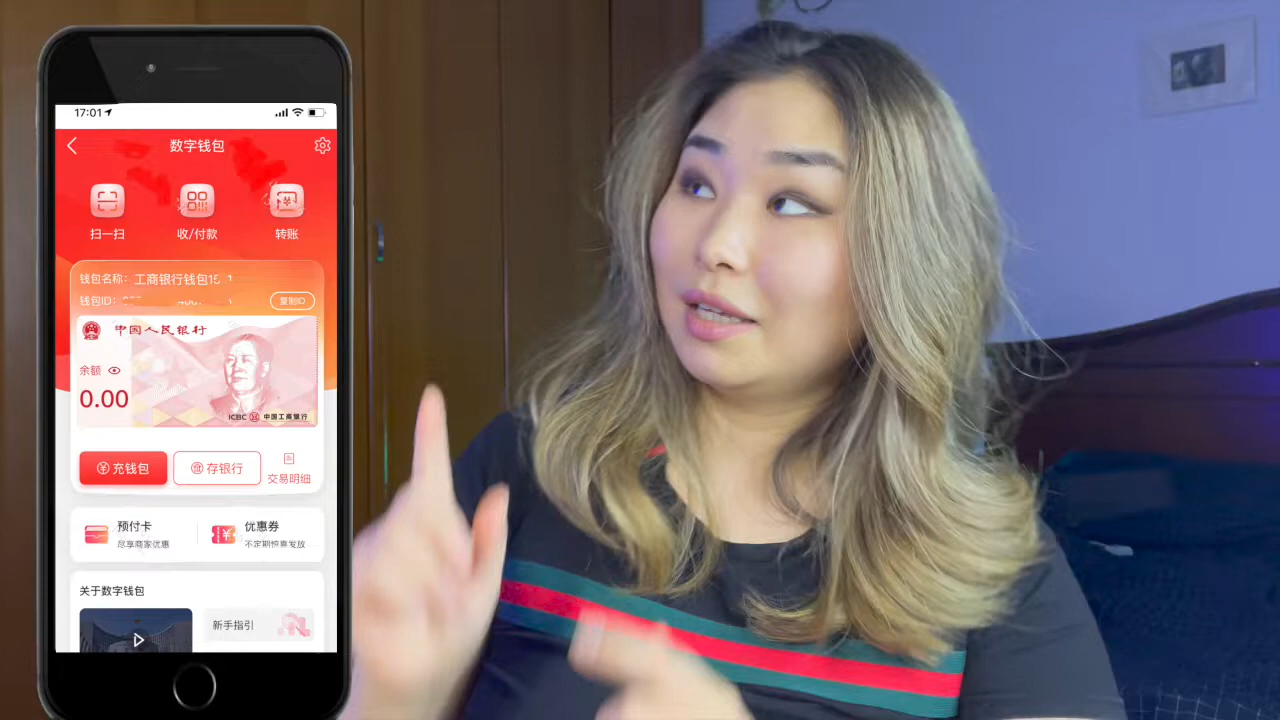 17:01
数字钱包
扫一扫
收/付款
转账
钱包名称: 工商银行钱包15
钱包ID:
复制ID
中国人民银行
余额
0.00
ICBC 中国工商银行
充钱包
存银行
交易明细
预付卡
尽享商家优惠
优惠券
不定期惊喜发放
关于数字钱包
新手指引